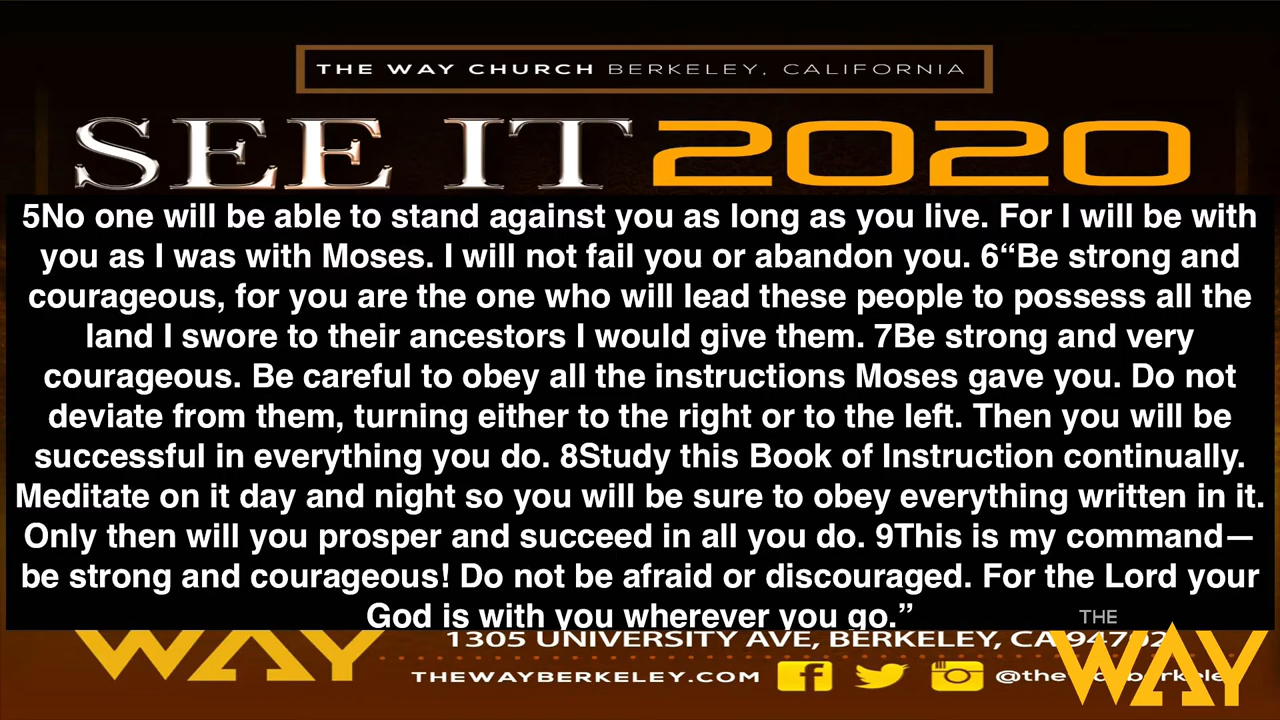 THE WAY CHURCH BERKELEY, CALIFORNIA
SEE IT 2020
5No one will be able to stand against you as long as you live. For I will be with
you as I was with Moses. I will not fail you or abandon you. 6“Be strong and
courageous, for you are the one who will lead these people to possess all the
land I swore to their ancestors I would give them. 7Be strong and very
courageous. Be careful to obey all the instructions Moses gave you. Do not
deviate from them, turning either to the right or to the left. Then you will be
successful in everything you do. 8Study this Book of Instruction continually.
Meditate on it day and night so you will be sure to obey everything written in it.
Only then will you prosper and succeed in all you do. 9This is my command—
be strong and courageous! Do not be afraid or discouraged. For the Lord your
God is with you wherever you go.”
THE
WAY
1305 UNIVERSITY AVE, BERKELEY, CA
WAY
THEWAYBERKELEY.COM